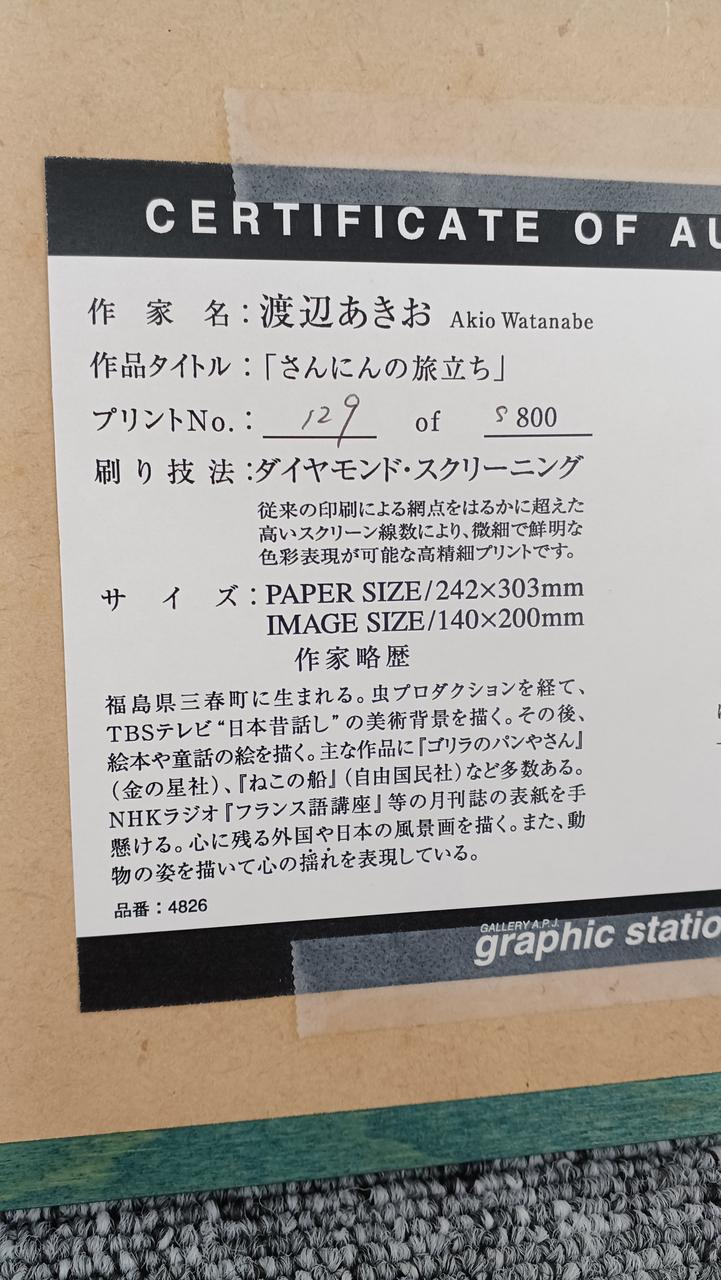 CERTIFICATE OF AU
作家名：渡辺あきお Akio Watanabe
作品タイトル：「さんにんの旅立ち」
プリントNo.： 129 of S 800
刷り技法：ダイヤモンド・スクリーニング
従来の印刷による網点をはるかに超えた
高いスクリーン線数により、微細で鮮明な
色彩表現が可能な高精細プリントです。
サイズ：PAPER SIZE/242×303mm
IMAGE SIZE/140×200mm
作家略歴
福島県三春町に生まれる。虫プロダクションを経て、
TBSテレビ“日本昔話し”の美術背景を描く。その後、
絵本や童話の絵を描く。主な作品に『ゴリラのパンやさん』
（金の星社）、『ねこの船』（自由国民社）など多数ある。
NHKラジオ『フランス語講座』等の月刊誌の表紙を手
懸ける。心に残る外国や日本の風景画を描く。また、動
物の姿を描いて心の揺れを表現している。
品番：4826
GALLERY A.P.J.
graphic statio